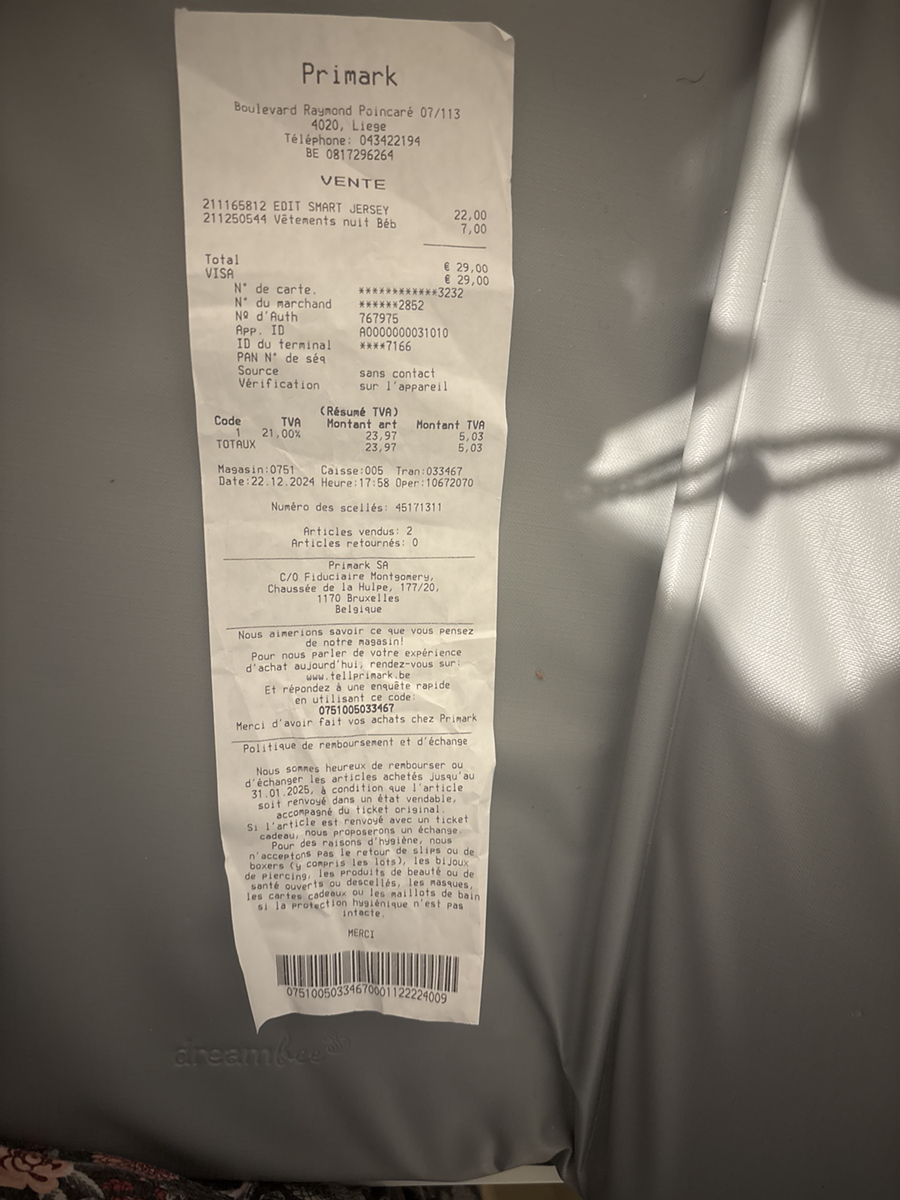 Primark
Boulevard Raymond Poincaré 07/113
4020, Liege
Téléphone: 043422194
BE 0817296264
VENTE
211165812 EDIT SMART JERSEY 22,00
211250544 Vêtements nuit Béb 7,00
Total € 29,00
VISA € 29,00
N° de carte. ************3232
N° du marchand ******2852
Nº d'Auth 767975
App. ID A0000000031010
ID du terminal ****7166
PAN N° de séq
Source sans contact
Vérification sur l'appareil
(Résumé TVA)
Code TVA Montant art Montant TVA
1 21,00% 23,97 5,03
TOTAUX 23,97 5,03
Magasin:0751 Caisse:005 Tran:033467
Date:22.12.2024 Heure:17:58 Oper:10672070
Numéro des scellés: 45171311
Articles vendus: 2
Articles retournés: 0
Primark SA
C/O Fiduciaire Montgomery,
Chaussée de la Hulpe, 177/20,
1170 Bruxelles
Belgique
Nous aimerions savoir ce que vous pensez
de notre magasin!
Pour nous parler de votre expérience
d'achat aujourd'hui, rendez-vous sur:
www.tellprimark.be
Et répondez à une enquête rapide
en utilisant ce code:
0751005033467
Merci d'avoir fait vos achats chez Primark
Politique de remboursement et d'échange
Nous sommes heureux de rembourser ou
d'échanger les articles achetés jusqu'au
31.01.2025, à condition que l'article
soit renvoyé dans un état vendable,
accompagné du ticket original.
Si l'article est renvoyé avec un ticket
cadeau, nous proposerons un échange.
Pour des raisons d'hygiène, nous
n'acceptons pas le retour de slips ou de
boxers (y compris les lots), les bijoux
de piercing, les produits de beauté ou de
santé ouverts ou descellés, les masques,
les cartes cadeaux ou les maillots de bain
si la protection hygiénique n'est pas
intacte.
MERCI
07510050334670001122224009
dreambee